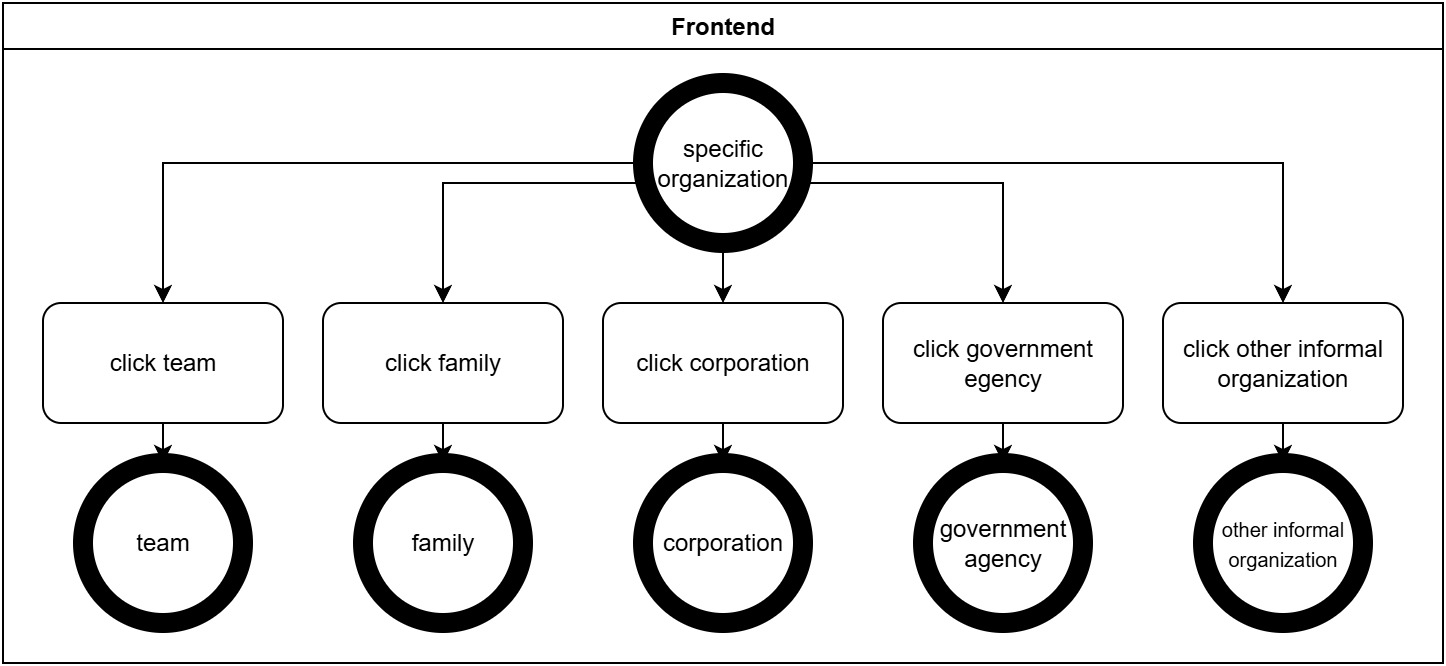 Frontend
specific
organization
click team
click family
click corporation
click government
egency
click other informal
organization
team
family
corporation
government
agency
other informal
organization